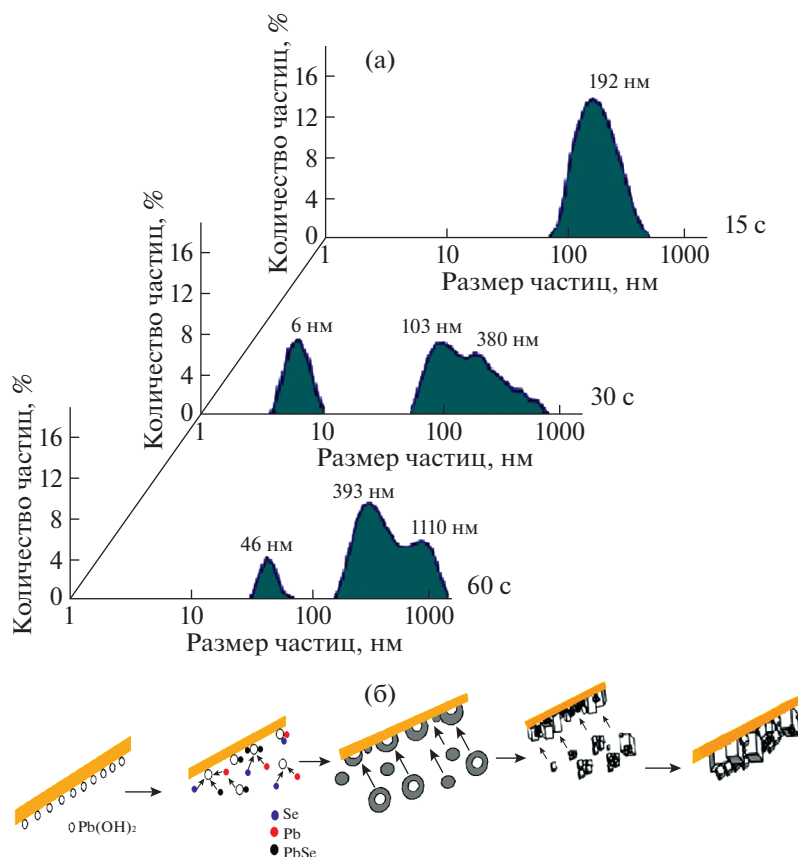 (а)
Количество частиц, %
16
12
8
4
0
192 нм
15 с
1 10 100 1000
Размер частиц, нм
Количество частиц, %
16
12
8
4
0
6 нм
103 нм
380 нм
30 с
1 10 100 1000
Размер частиц, нм
Количество частиц, %
16
12
8
4
0
46 нм
393 нм
1110 нм
60 с
1 10 100 1000
Размер частиц, нм
(б)
Pb(OH)₂
Se
Pb
PbSe